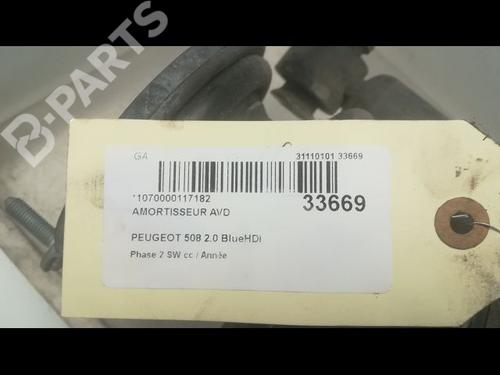 B-PARTS
GA
31110101 33669
*1070000117182
33669
AMORTISSEUR AVD
PEUGEOT 508 2.0 BlueHDi
Phase 2 SW cc / Année